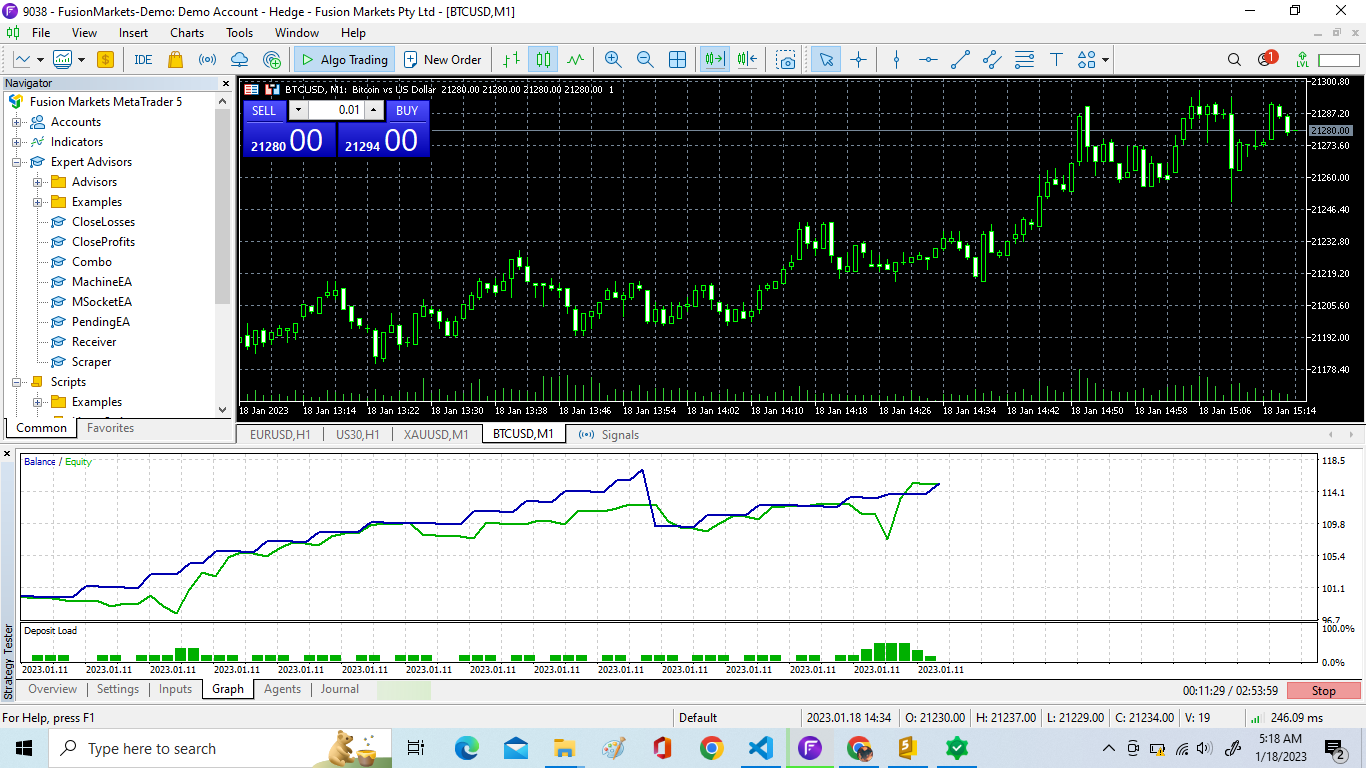 9038 - FusionMarkets-Demo: Demo Account - Hedge - Fusion Markets Pty Ltd - [BTCUSD,M1]
File View Insert Charts Tools Window Help
IDE Algo Trading New Order 1 LVL
Navigator
Fusion Markets MetaTrader 5
Accounts
Indicators
Expert Advisors
Advisors
Examples
CloseLosses
CloseProfits
Combo
MachineEA
MSocketEA
PendingEA
Receiver
Scraper
Scripts
Examples
Common Favorites
BTCUSD, M1: Bitcoin vs US Dollar 21280.00 21280.00 21280.00 21280.00 1
SELL 0.01 BUY
21280 00 21294 00
21300.80
21287.20
21280.00
21273.60
21260.00
21246.40
21232.80
21219.20
21205.60
21192.00
21178.40
18 Jan 2023 18 Jan 13:14 18 Jan 13:22 18 Jan 13:30 18 Jan 13:38 18 Jan 13:46 18 Jan 13:54 18 Jan 14:02 18 Jan 14:10 18 Jan 14:18 18 Jan 14:26 18 Jan 14:34 18 Jan 14:42 18 Jan 14:50 18 Jan 14:58 18 Jan 15:06 18 Jan 15:14
EURUSD,H1 US30,H1 XAUUSD,M1 BTCUSD,M1 Signals
Balance / Equity
118.5
114.1
109.8
105.4
101.1
96.7
Deposit Load
100.0%
0.0%
2023.01.11 2023.01.11 2023.01.11 2023.01.11 2023.01.11 2023.01.11 2023.01.11 2023.01.11 2023.01.11 2023.01.11 2023.01.11 2023.01.11 2023.01.11 2023.01.11 2023.01.11
Strategy Tester
Overview Settings Inputs Graph Agents Journal
00:11:29 / 02:53:59 Stop
For Help, press F1 Default 2023.01.18 14:34 O: 21230.00 H: 21237.00 L: 21229.00 C: 21234.00 V: 19 246.09 ms
Type here to search
5:18 AM
1/18/2023
2